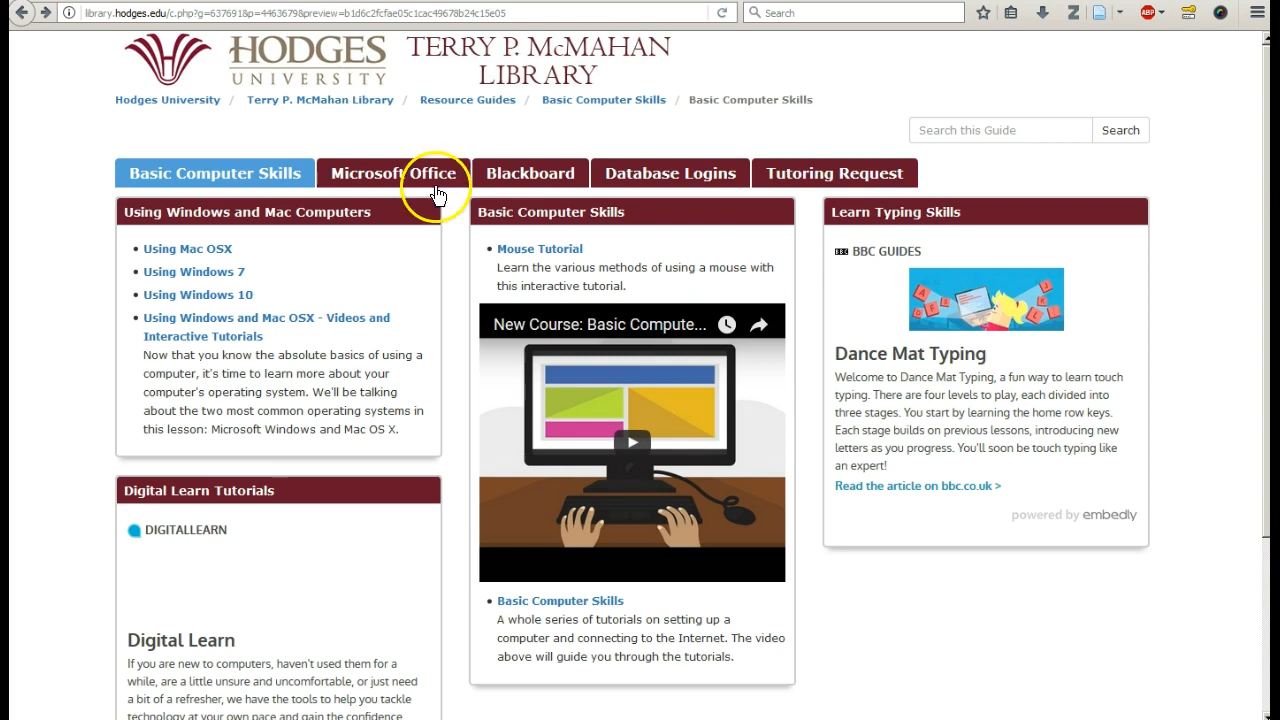 library.hodges.edu/c.php?g=637691&p=4463679&preview=b1d6c2fcfae05c1cac49678b24c15e05
Search
ABP
HODGES
UNIVERSITY
TERRY P. McMAHAN
LIBRARY
Hodges University / Terry P. McMahan Library / Resource Guides / Basic Computer Skills / Basic Computer Skills
Search this Guide
Search
Basic Computer Skills
Microsoft Office
Blackboard
Database Logins
Tutoring Request
Using Windows and Mac Computers
• Using Mac OSX
• Using Windows 7
• Using Windows 10
• Using Windows and Mac OSX - Videos and
Interactive Tutorials
Now that you know the absolute basics of using a
computer, it's time to learn more about your
computer's operating system. We'll be talking
about the two most common operating systems in
this lesson: Microsoft Windows and Mac OS X.
Digital Learn Tutorials
DIGITALLEARN
Digital Learn
If you are new to computers, haven't used them for a
while, are a little unsure and uncomfortable, or just need
a bit of a refresher, we have the tools to help you tackle
technology at your own pace and gain the confidence
Basic Computer Skills
• Mouse Tutorial
Learn the various methods of using a mouse with
this interactive tutorial.
New Course: Basic Compute...
• Basic Computer Skills
A whole series of tutorials on setting up a
computer and connecting to the Internet. The video
above will guide you through the tutorials.
Learn Typing Skills
BBC BBC GUIDES
Dance Mat Typing
Welcome to Dance Mat Typing, a fun way to learn touch
typing. There are four levels to play, each divided into
three stages. You start by learning the home row keys.
Each stage builds on previous lessons, introducing new
letters as you progress. You'll soon be touch typing like
an expert!
Read the article on bbc.co.uk >
powered by embedly